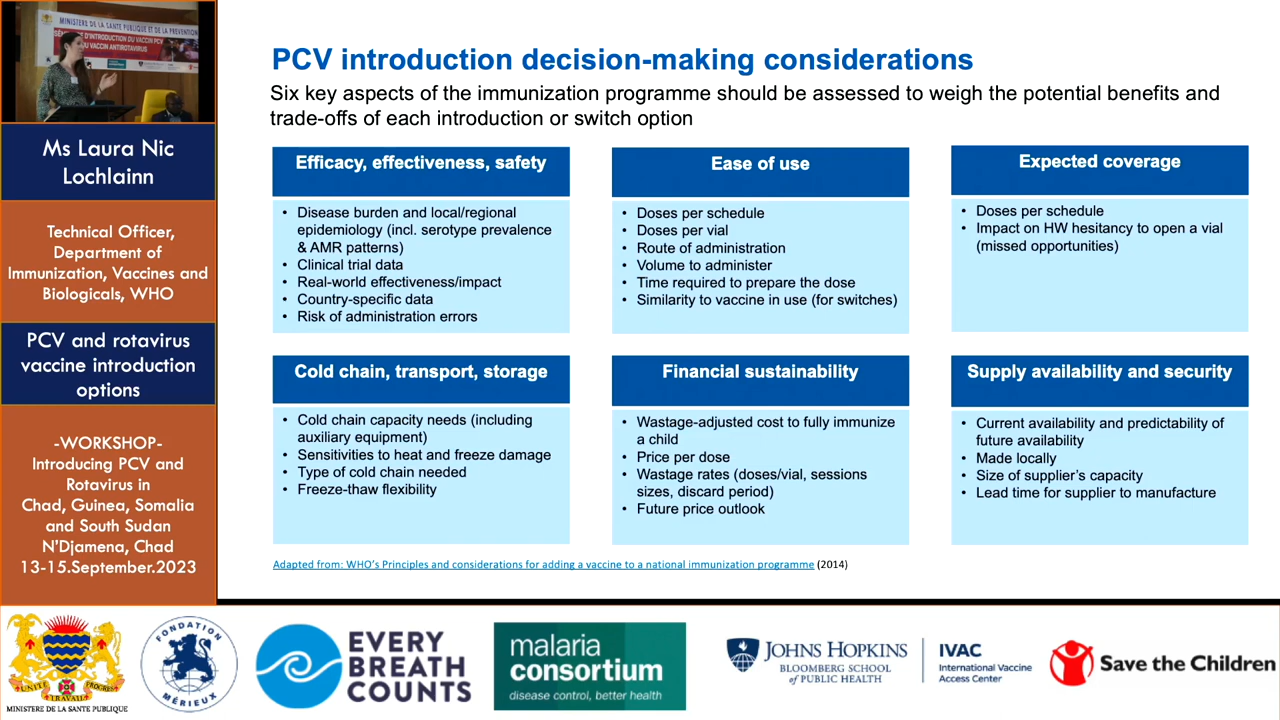 MINISTERE DE LA SANTE PUBLIQUE ET DE LA PREVENTION
D'INTRODUCTION DU VACCIN PCV
DU VACCIN ANTIROTAVIRUS
Ms Laura Nic
Lochlainn
Technical Officer,
Department of
Immunization, Vaccines and
Biologicals, WHO
PCV and rotavirus
vaccine introduction
options
-WORKSHOP-
Introducing PCV and
Rotavirus in
Chad, Guinea, Somalia
and South Sudan
N'Djamena, Chad
13-15.September.2023
PCV introduction decision-making considerations
Six key aspects of the immunization programme should be assessed to weigh the potential benefits and
trade-offs of each introduction or switch option
Efficacy, effectiveness, safety
• Disease burden and local/regional
epidemiology (incl. serotype prevalence
& AMR patterns)
• Clinical trial data
• Real-world effectiveness/impact
• Country-specific data
• Risk of administration errors
Ease of use
• Doses per schedule
• Doses per vial
• Route of administration
• Volume to administer
• Time required to prepare the dose
• Similarity to vaccine in use (for switches)
Expected coverage
• Doses per schedule
• Impact on HW hesitancy to open a vial
(missed opportunities)
Cold chain, transport, storage
• Cold chain capacity needs (including
auxiliary equipment)
• Sensitivities to heat and freeze damage
• Type of cold chain needed
• Freeze-thaw flexibility
Financial sustainability
• Wastage-adjusted cost to fully immunize
a child
• Price per dose
• Wastage rates (doses/vial, sessions
sizes, discard period)
• Future price outlook
Supply availability and security
• Current availability and predictability of
future availability
• Made locally
• Size of supplier's capacity
• Lead time for supplier to manufacture
Adapted from: WHO's Principles and considerations for adding a vaccine to a national immunization programme (2014)
UNITE TRAVAIL PROGRES
MINISTERE DE LA SANTE PUBLIQUE
FONDATION
MÉRIEUX
EVERY
BREATH
COUNTS
malaria
consortium
disease control, better health
JOHNS HOPKINS
BLOOMBERG SCHOOL
of PUBLIC HEALTH
IVAC
International Vaccine
Access Center
Save the Children